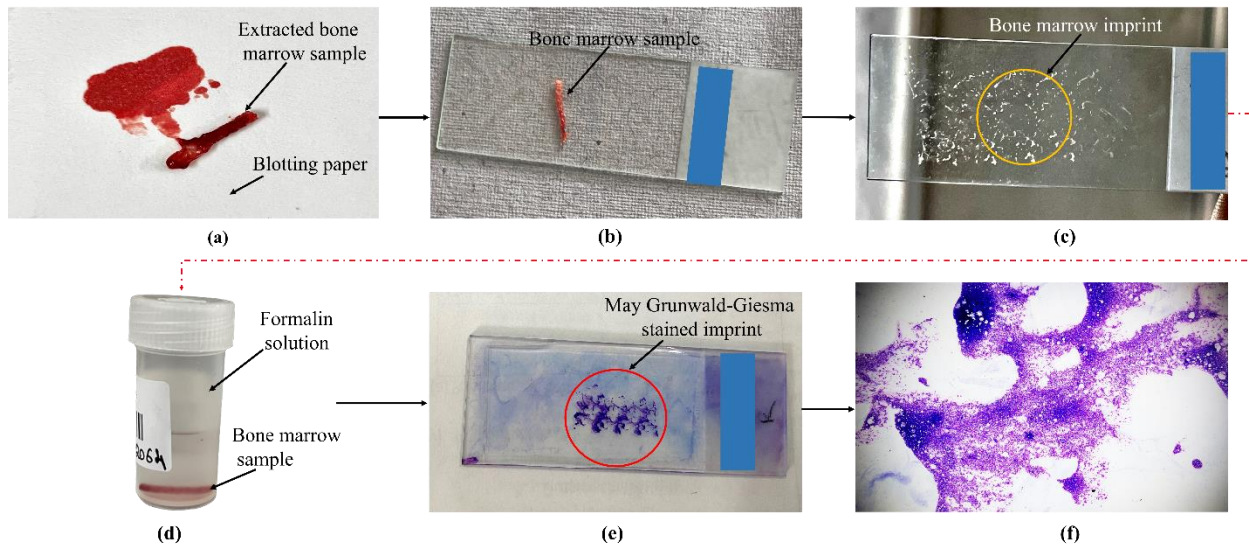 Extracted bone
marrow sample
Blotting paper
(a)
Bone marrow sample
(b)
Bone marrow imprint
(c)
Formalin
solution
Bone marrow
sample
(d)
May Grunwald-Giesma
stained imprint
(e)
(f)